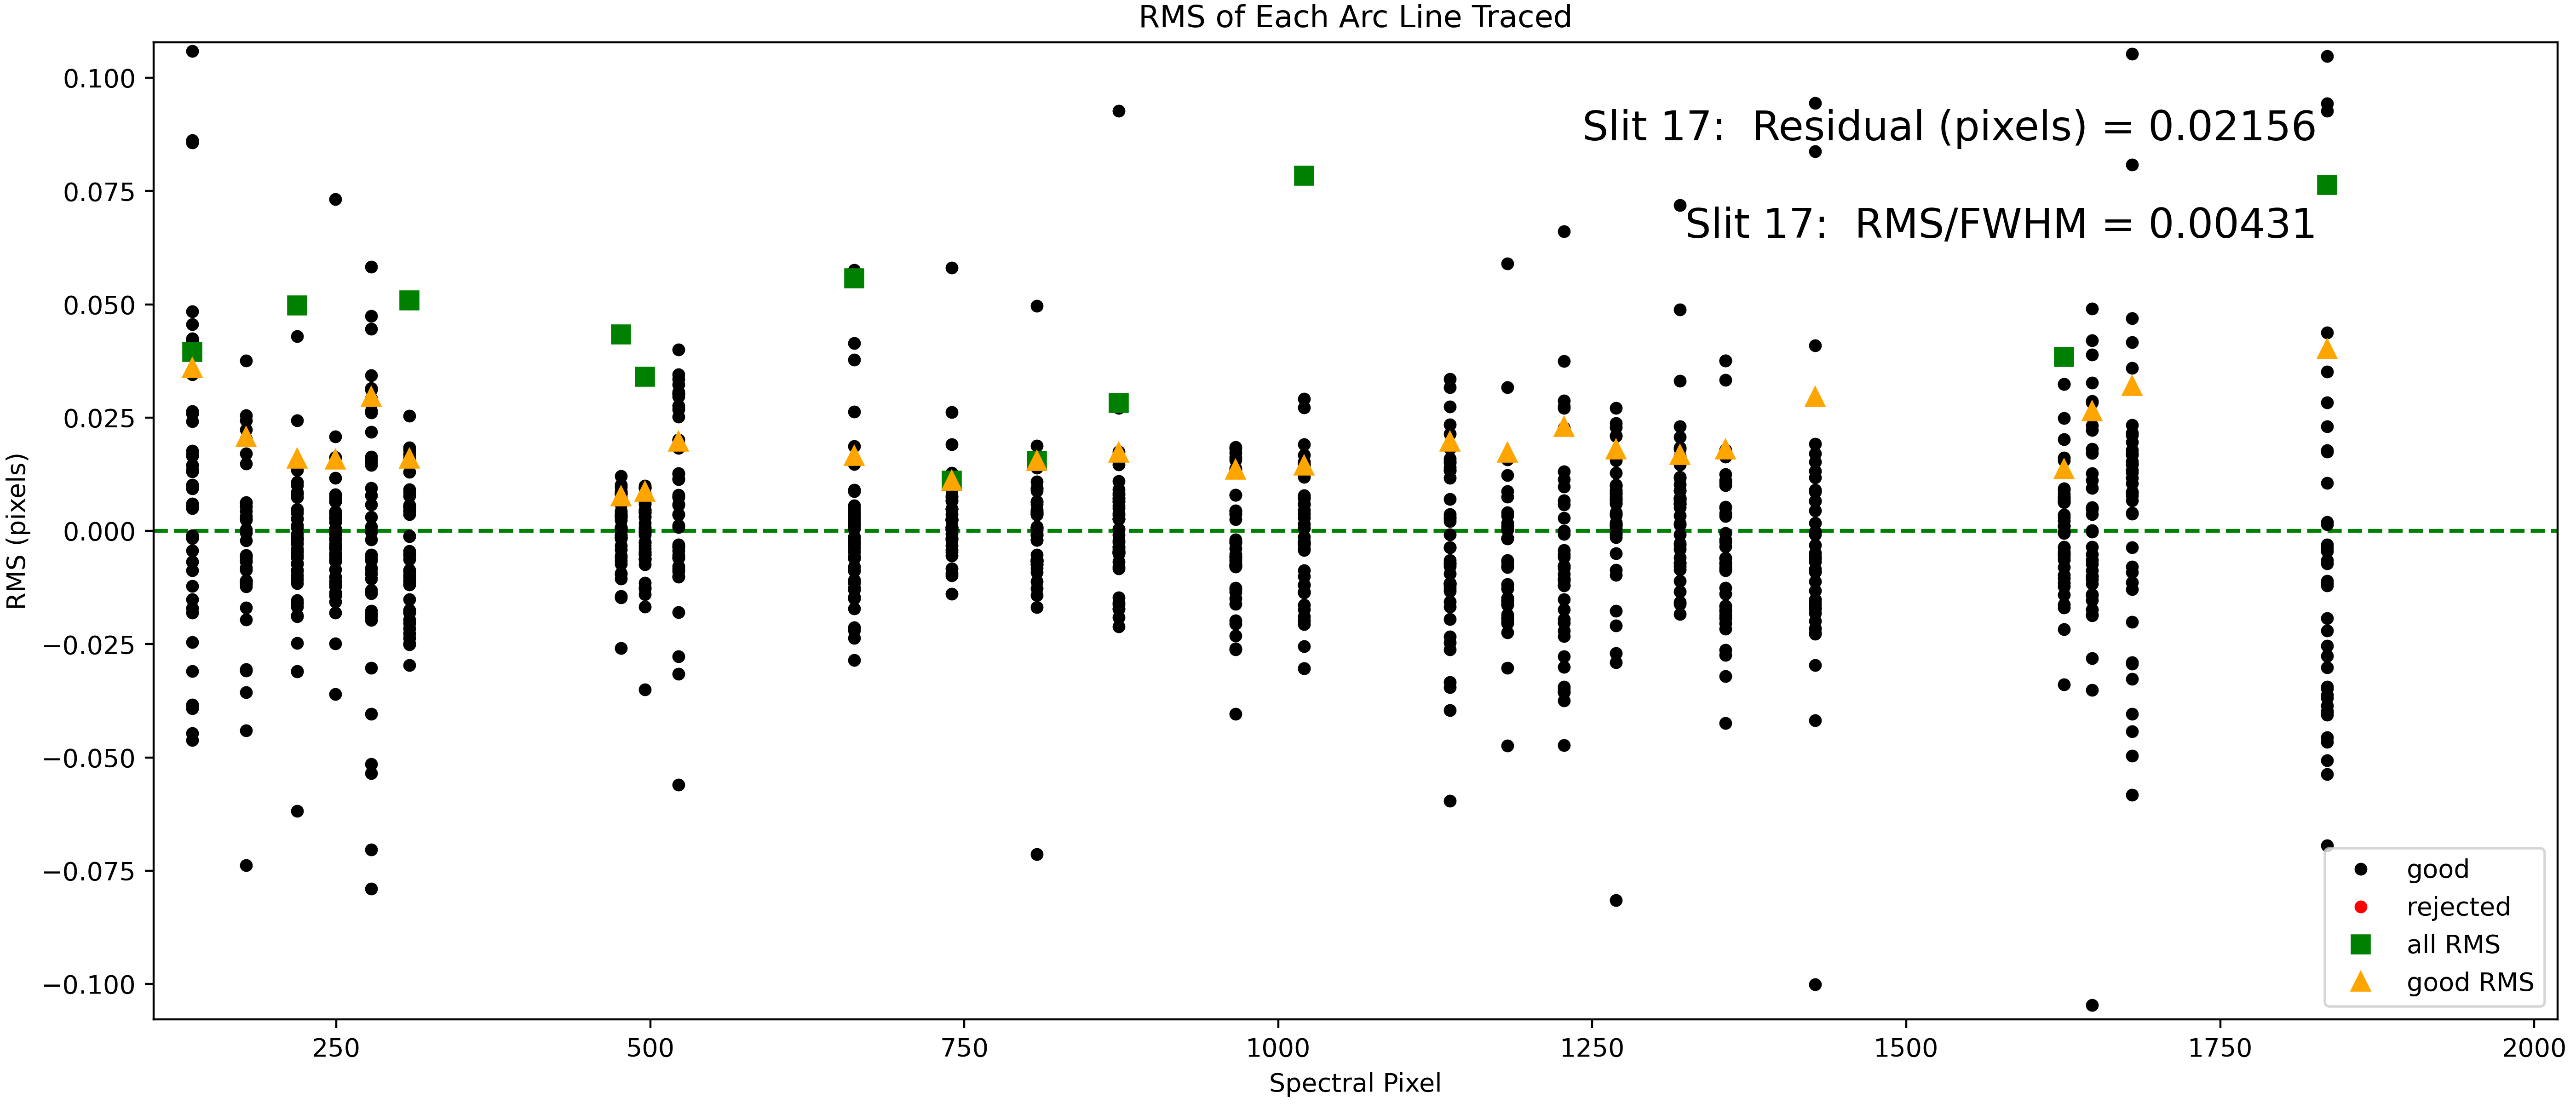 RMS of Each Arc Line Traced
Slit 17:  Residual (pixels) = 0.02156
Slit 17:  RMS/FWHM = 0.00431
RMS (pixels)
0.100
0.075
0.050
0.025
0.000
−0.025
−0.050
−0.075
−0.100
good
rejected
all RMS
good RMS
250 500 750 1000 1250 1500 1750 2000
Spectral Pixel